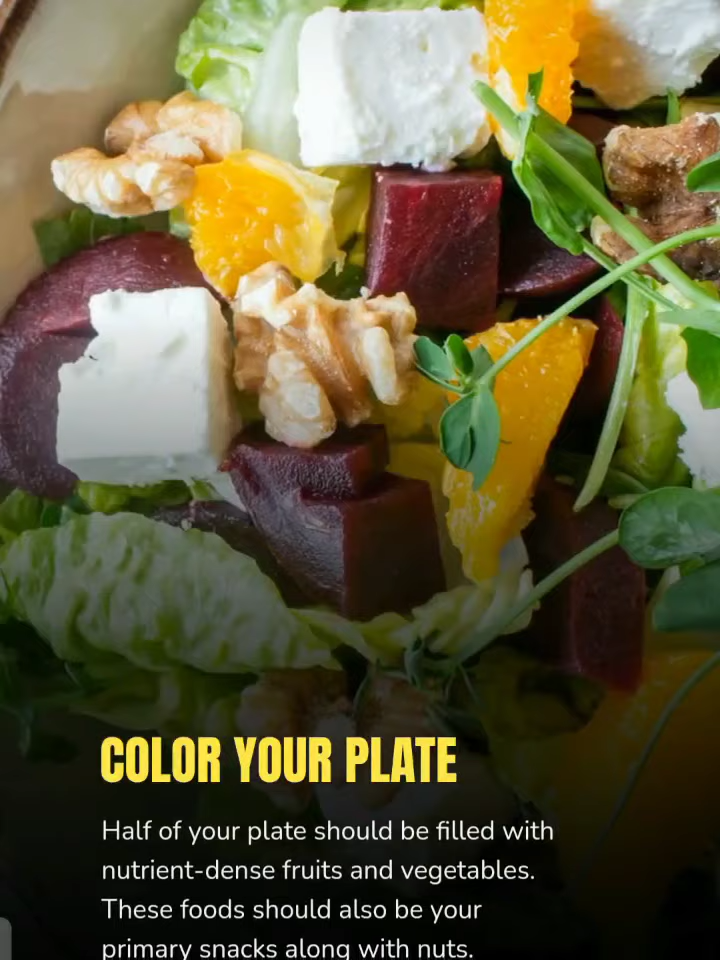 COLOR YOUR PLATE
Half of your plate should be filled with
nutrient-dense fruits and vegetables.
These foods should also be your
primary snacks along with nuts.